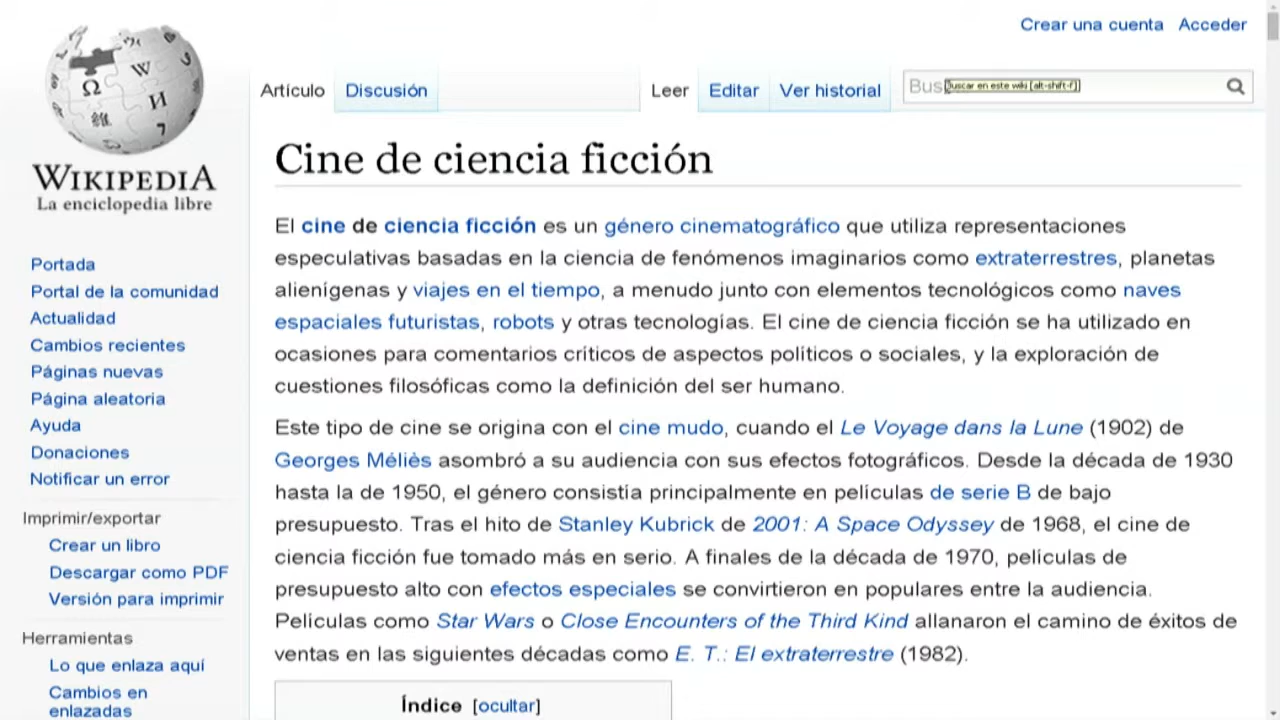 Crear una cuenta Acceder
Artículo Discusión Leer Editar Ver historial Bus Buscar en este wiki [alt-shift-f]
WIKIPEDIA
La enciclopedia libre
Portada
Portal de la comunidad
Actualidad
Cambios recientes
Páginas nuevas
Página aleatoria
Ayuda
Donaciones
Notificar un error
Imprimir/exportar
Crear un libro
Descargar como PDF
Versión para imprimir
Herramientas
Lo que enlaza aquí
Cambios en
enlazadas
Cine de ciencia ficción
El cine de ciencia ficción es un género cinematográfico que utiliza representaciones
especulativas basadas en la ciencia de fenómenos imaginarios como extraterrestres, planetas
alienígenas y viajes en el tiempo, a menudo junto con elementos tecnológicos como naves
espaciales futuristas, robots y otras tecnologías. El cine de ciencia ficción se ha utilizado en
ocasiones para comentarios críticos de aspectos políticos o sociales, y la exploración de
cuestiones filosóficas como la definición del ser humano.
Este tipo de cine se origina con el cine mudo, cuando el Le Voyage dans la Lune (1902) de
Georges Méliès asombró a su audiencia con sus efectos fotográficos. Desde la década de 1930
hasta la de 1950, el género consistía principalmente en películas de serie B de bajo
presupuesto. Tras el hito de Stanley Kubrick de 2001: A Space Odyssey de 1968, el cine de
ciencia ficción fue tomado más en serio. A finales de la década de 1970, películas de
presupuesto alto con efectos especiales se convirtieron en populares entre la audiencia.
Películas como Star Wars o Close Encounters of the Third Kind allanaron el camino de éxitos de
ventas en las siguientes décadas como E. T.: El extraterrestre (1982).
Índice [ocultar]